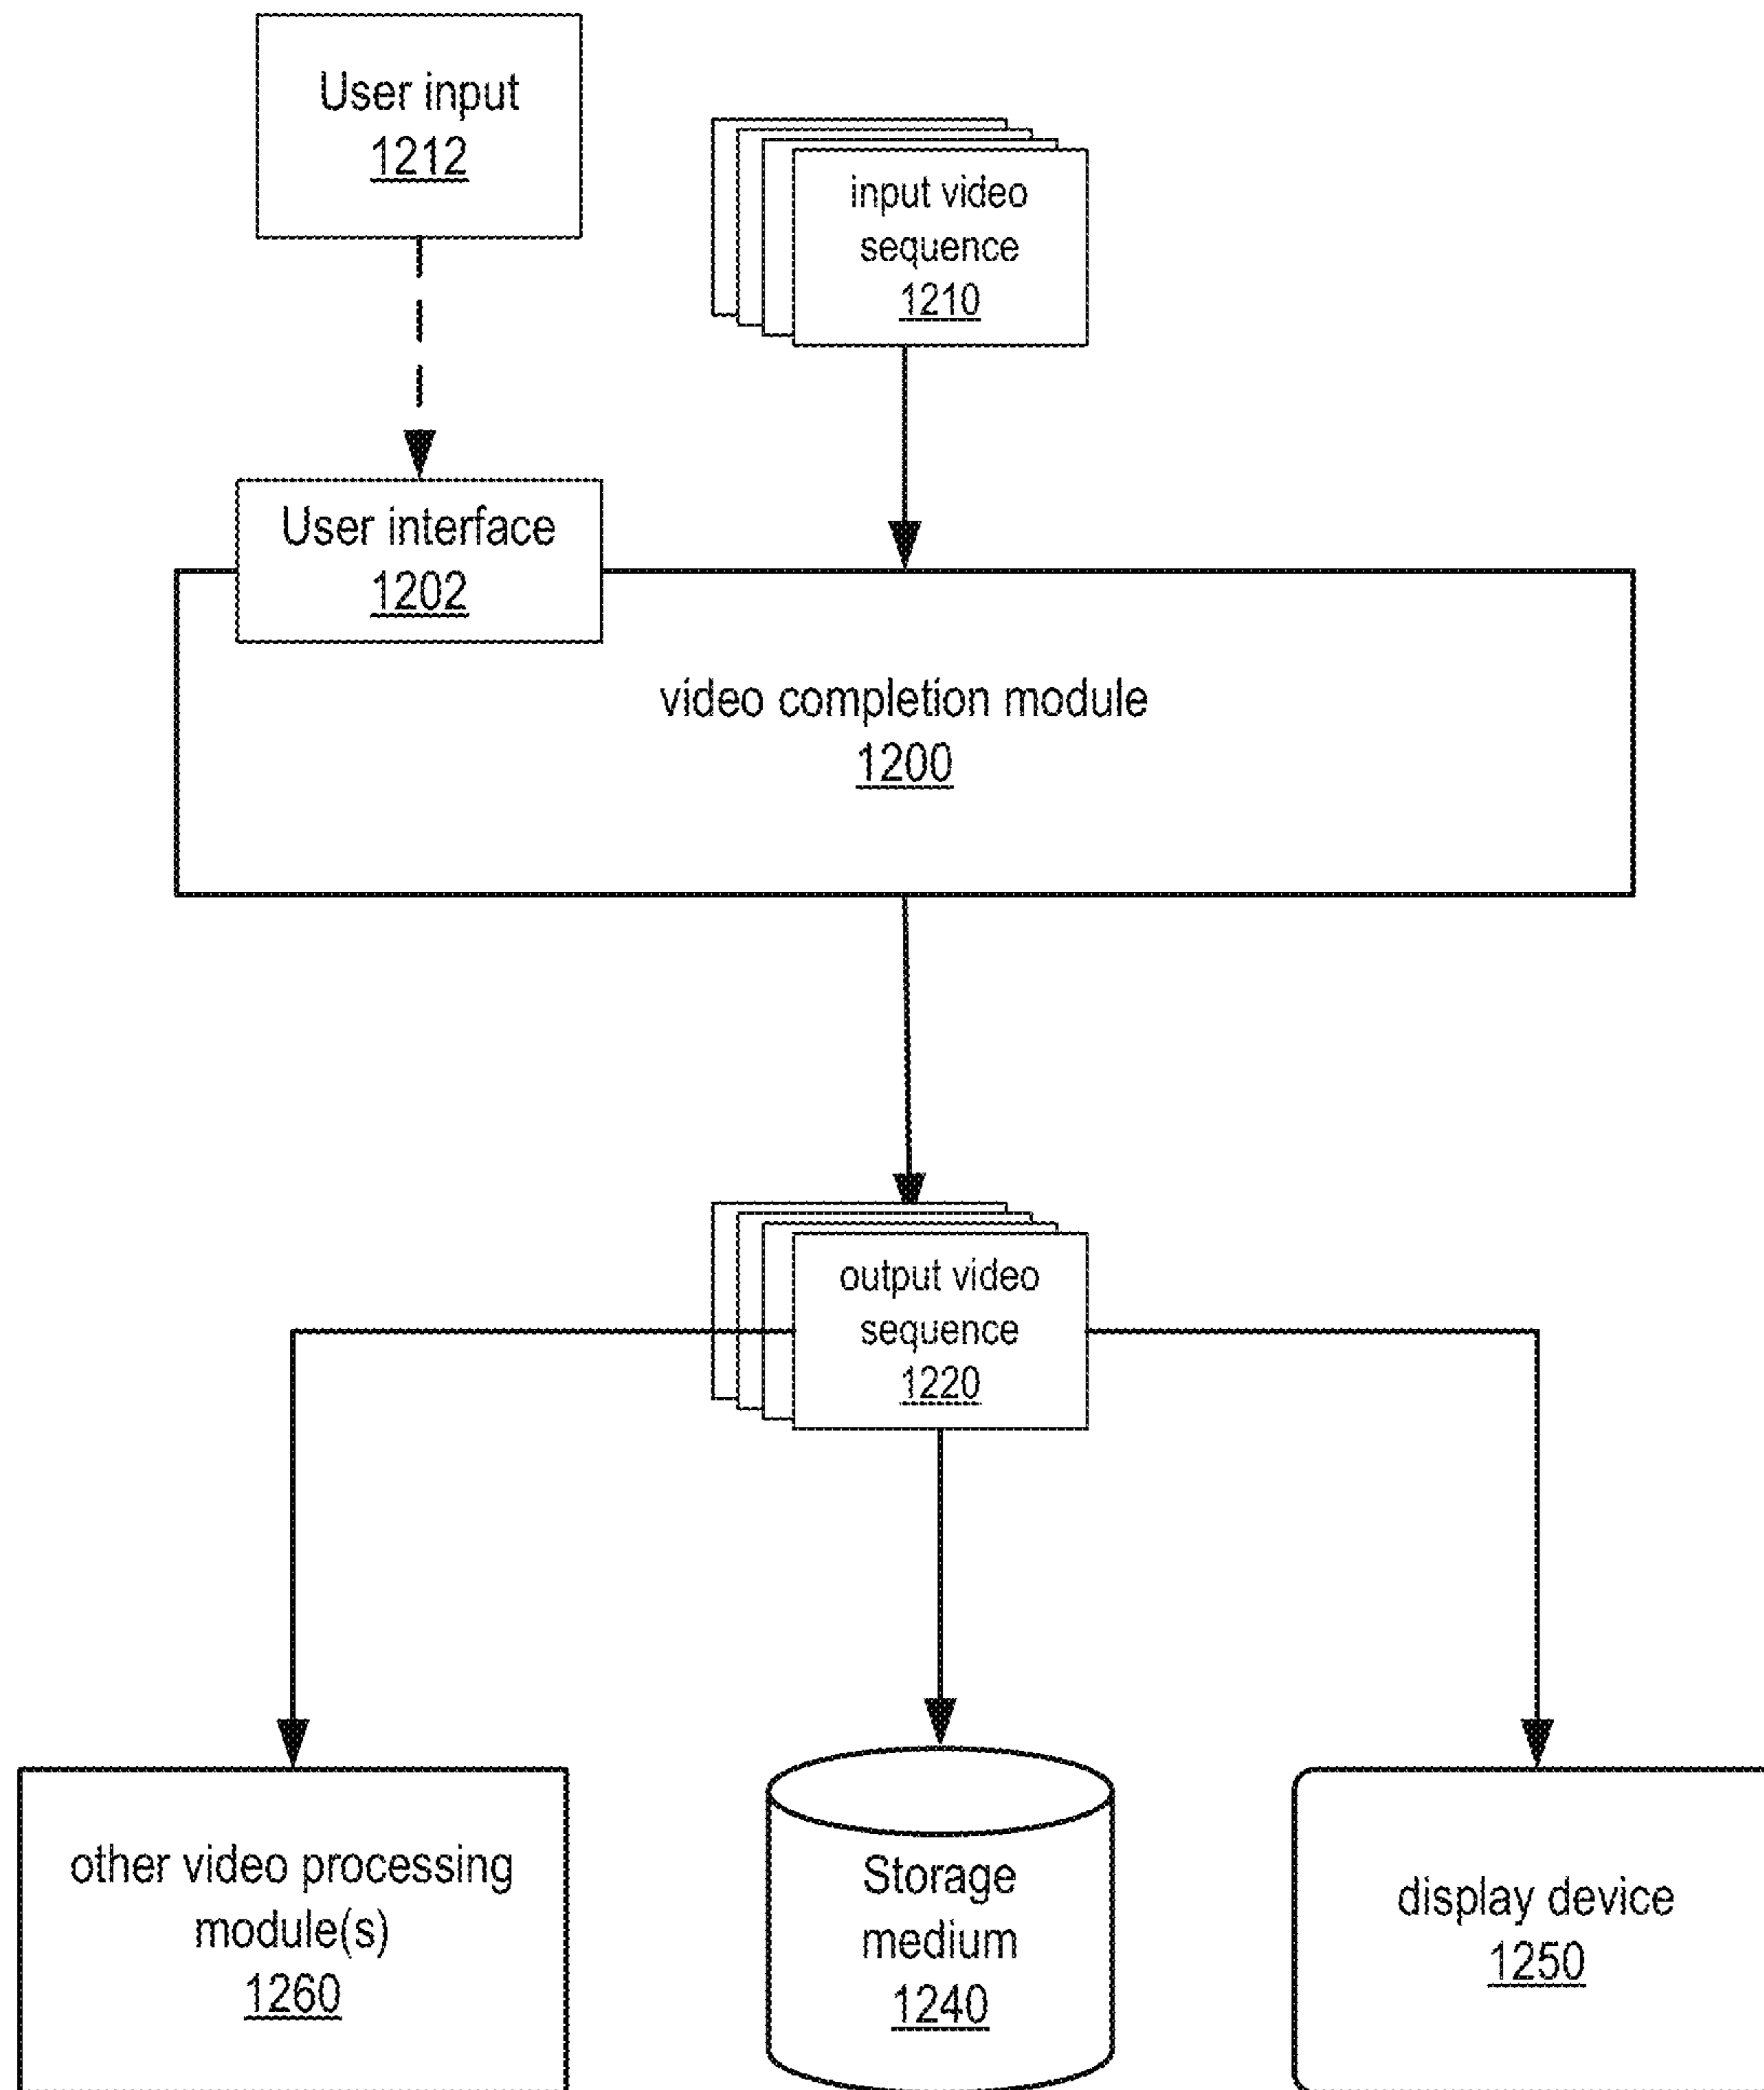 User input
1212
input video
sequence
1210
User interface
1202
video completion module
1200
output video
sequence
1220
other video processing
module(s)
1260
Storage
medium
1240
display device
1250